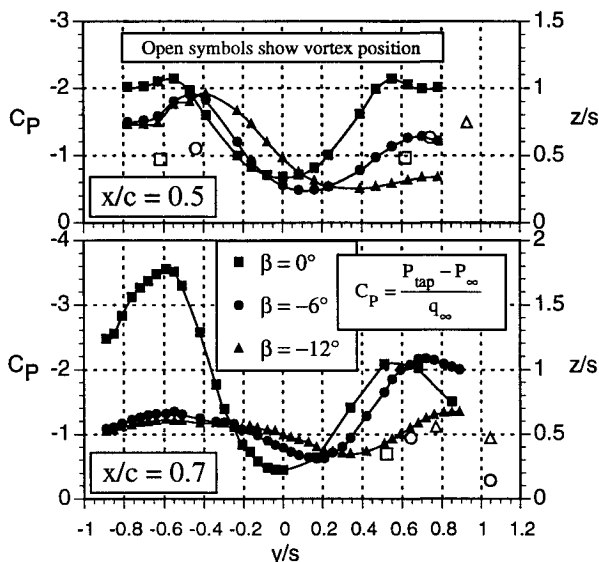 -3
1.5
Open symbols show vortex position
-2
1
C_P
z/s
-1
0.5
x/c = 0.5
0
0
-4
2
β = 0°
β = –6°
β = –12°
C_P = (P_tap – P_∞) / q_∞
-3
1.5
C_P
z/s
-2
1
-1
0.5
x/c = 0.7
0
0
-1 -0.8 -0.6 -0.4 -0.2 0 0.2 0.4 0.6 0.8 1 1.2
y/s